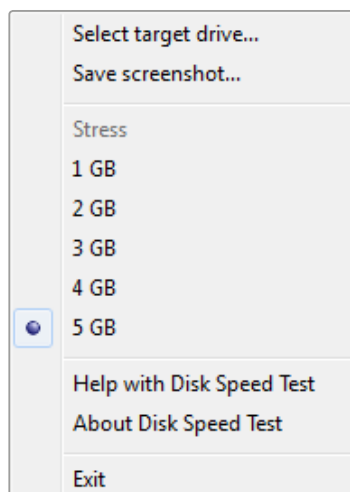 Select target drive...
Save screenshot...
Stress
1 GB
2 GB
3 GB
4 GB
5 GB
Help with Disk Speed Test
About Disk Speed Test
Exit